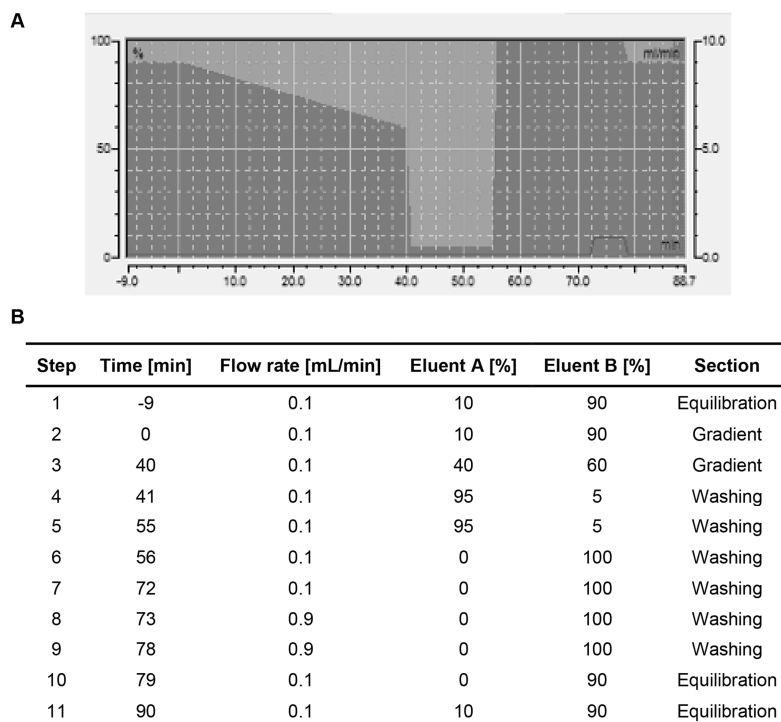 A
100 % ml/min 10.0
50 5.0
0 min 0.0
-9.0 10.0 20.0 30.0 40.0 50.0 60.0 70.0 88.7
B
Step Time [min] Flow rate [mL/min] Eluent A [%] Eluent B [%] Section
1 -9 0.1 10 90 Equilibration
2 0 0.1 10 90 Gradient
3 40 0.1 40 60 Gradient
4 41 0.1 95 5 Washing
5 55 0.1 95 5 Washing
6 56 0.1 0 100 Washing
7 72 0.1 0 100 Washing
8 73 0.9 0 100 Washing
9 78 0.9 0 100 Washing
10 79 0.1 0 90 Equilibration
11 90 0.1 10 90 Equilibration